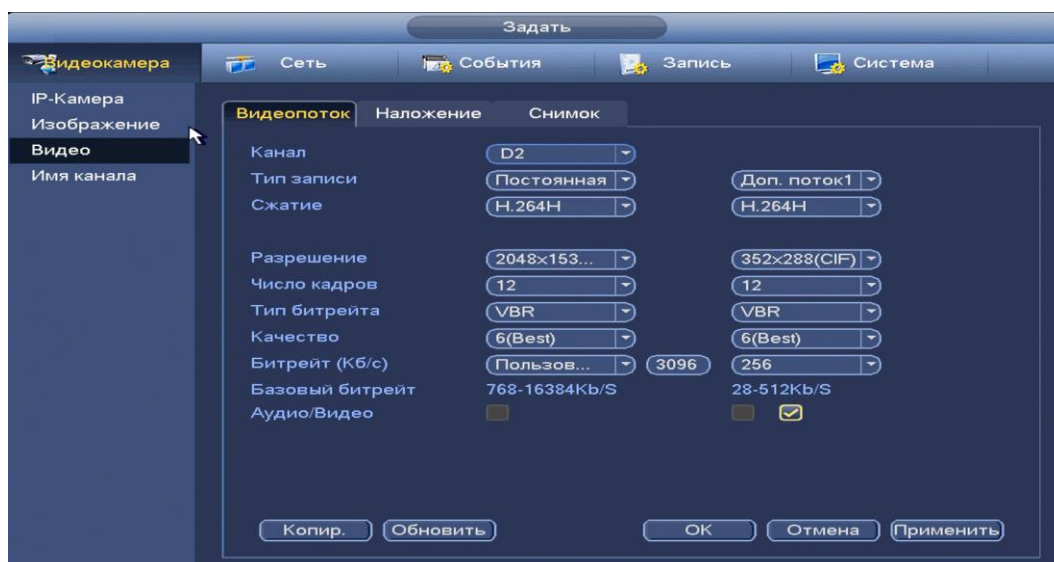 Задать
Видеокамера Сеть События Запись Система
IP-Камера
Изображение
Видео
Имя канала
Видеопоток Наложение Снимок
Канал D2
Тип записи Постоянная Доп. поток1
Сжатие H.264H H.264H
Разрешение 2048x153... 352x288(CIF)
Число кадров 12 12
Тип битрейта VBR VBR
Качество 6(Best) 6(Best)
Битрейт (Кб/с) Пользов... 3096 256
Базовый битрейт 768-16384Kb/S 28-512Kb/S
Аудио/Видео
Копир. Обновить OK Отмена Применить